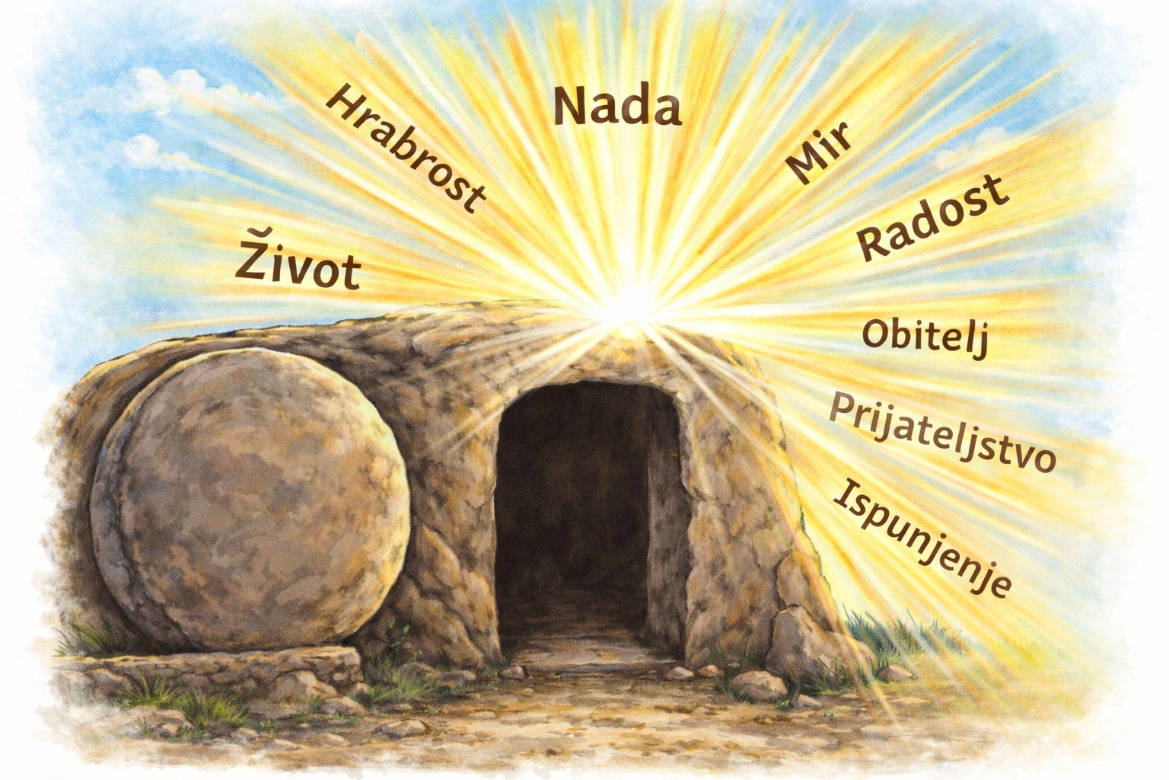 Život
Hrabrost
Nada
Mir
Radost
Obitelj
Prijateljstvo
Ispunjenje